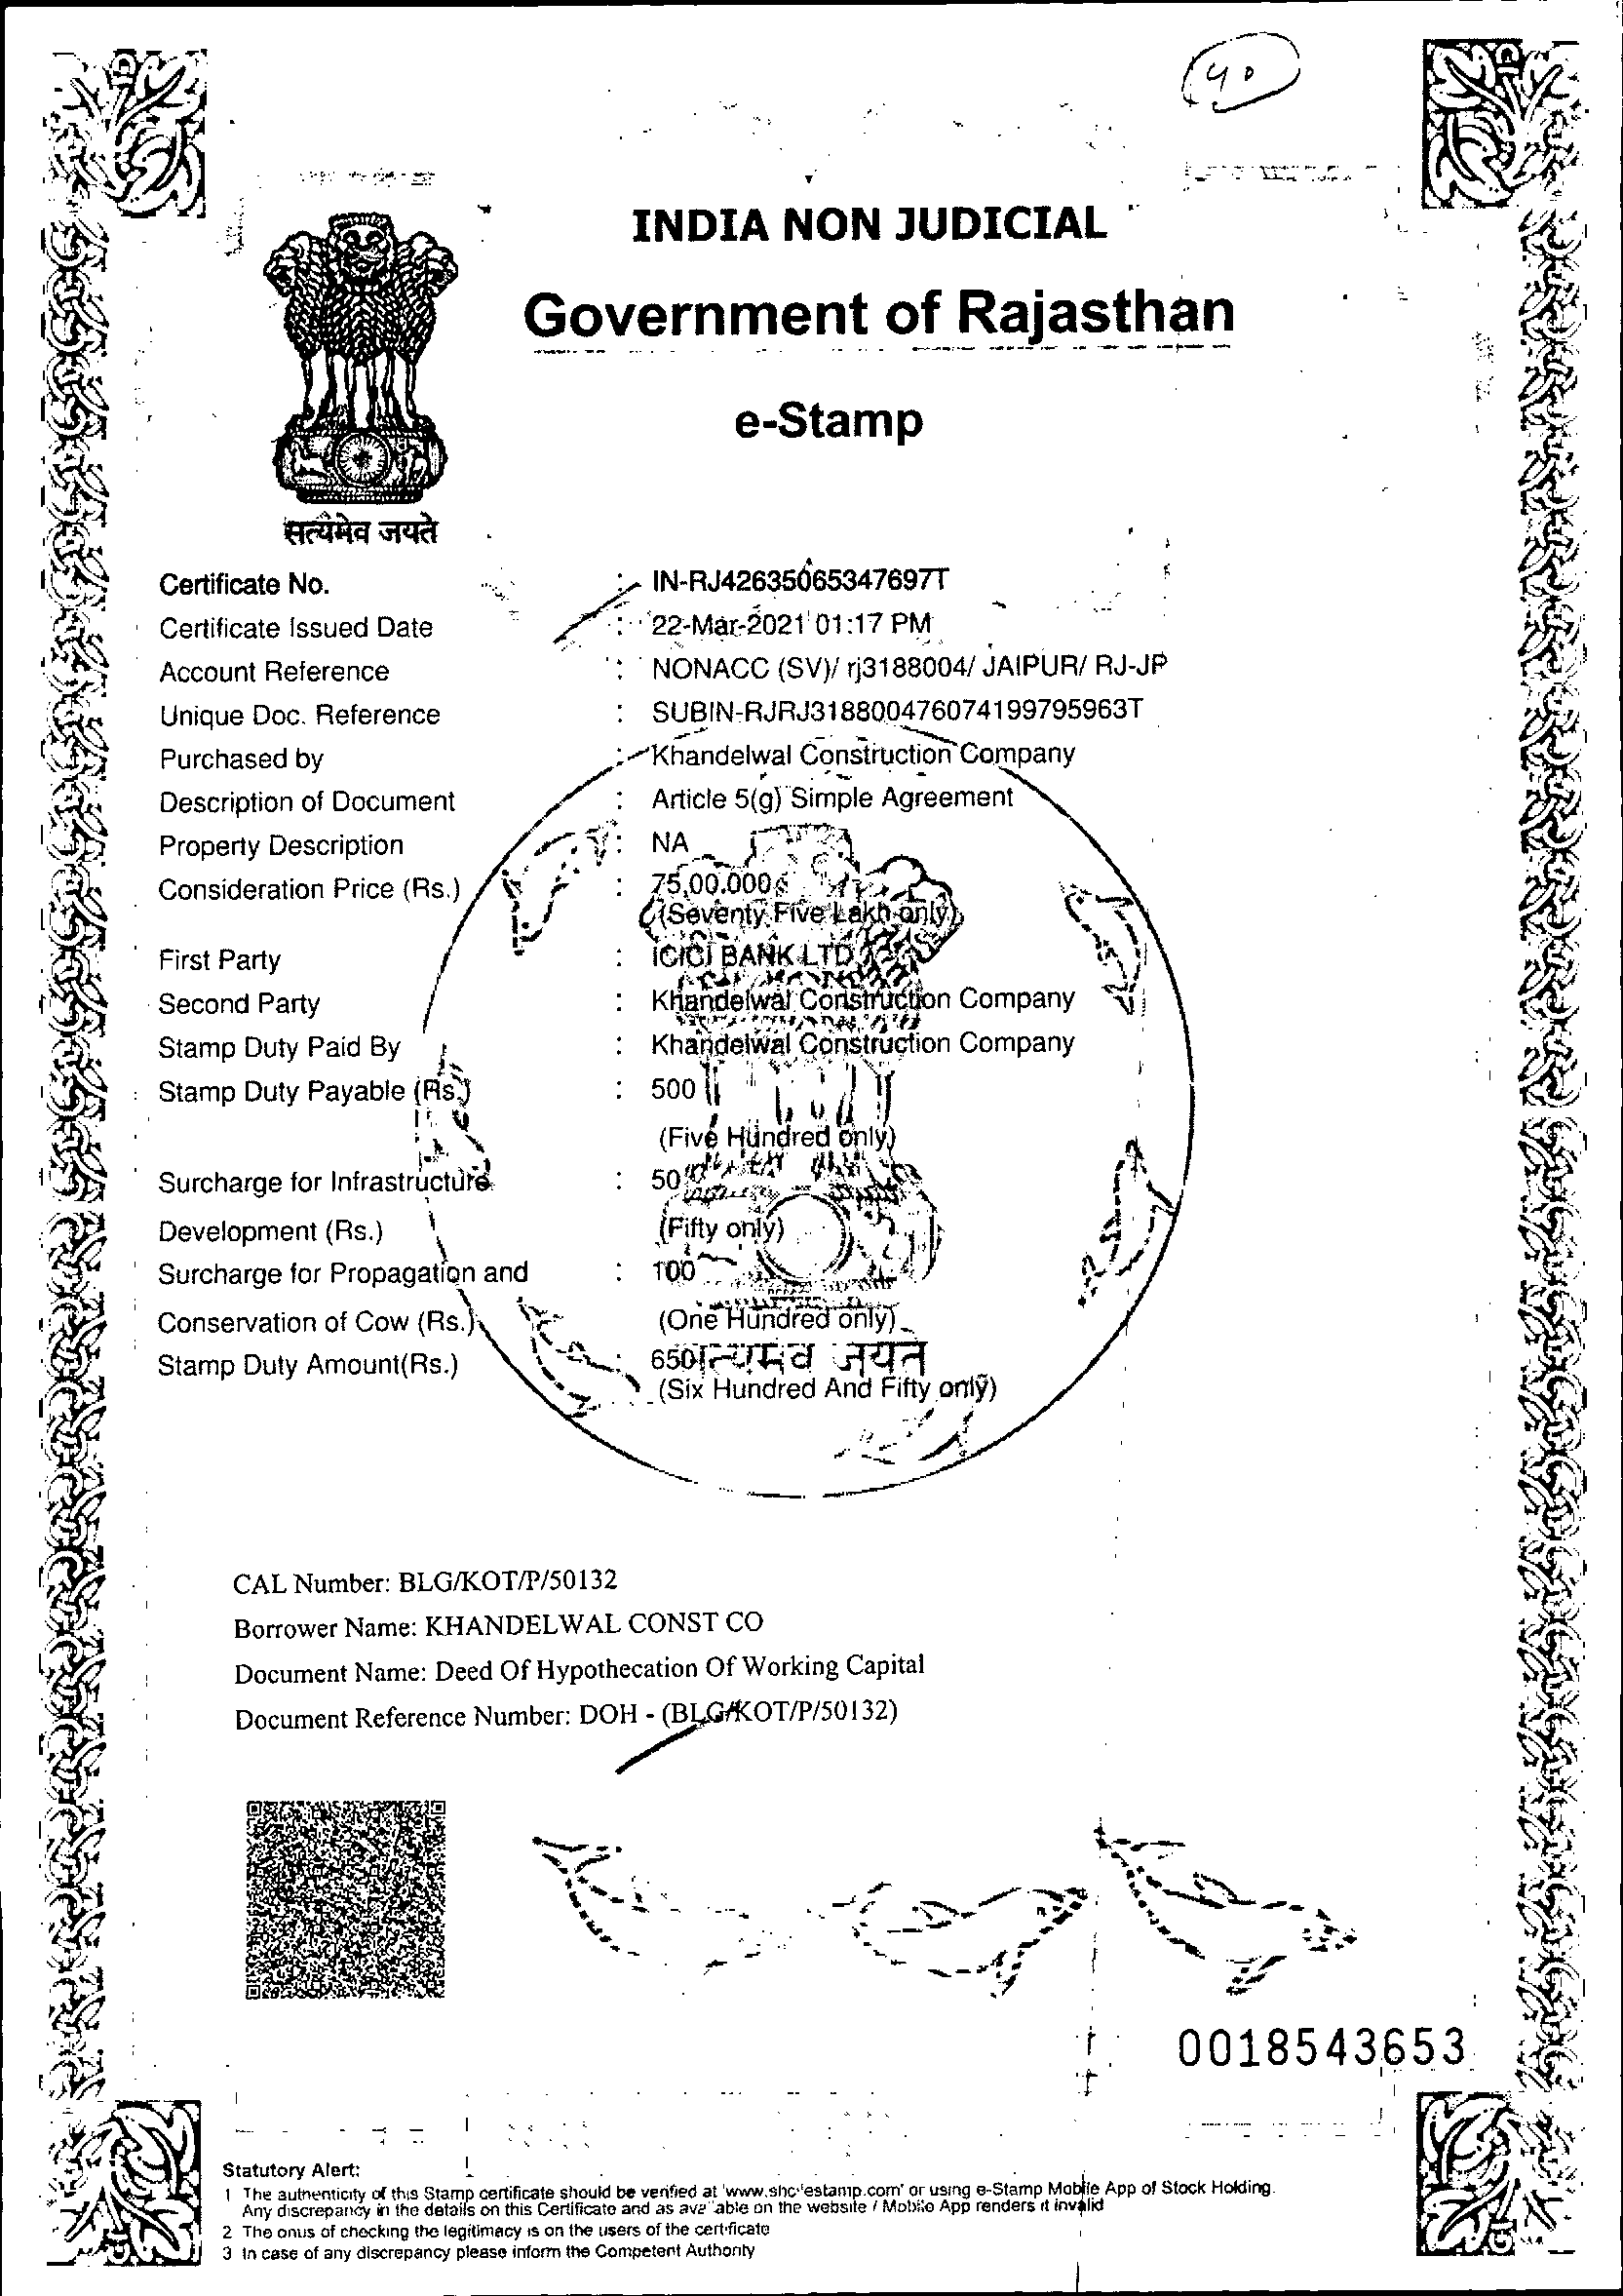 40
INDIA NON JUDICIAL
Government of Rajasthan
e-Stamp
सत्यमेव जयते
Certificate No. : IN-RJ42635065347697T
Certificate Issued Date : 22-Mar-2021 01:17 PM
Account Reference : NONACC (SV)/ rj3188004/ JAIPUR/ RJ-JP
Unique Doc. Reference : SUBIN-RJRJ318800476074199795963T
Purchased by : Khandelwal Construction Company
Description of Document : Article 5(g) Simple Agreement
Property Description : NA
Consideration Price (Rs.) : 75,00,000
(Seventy Five Lakh only)
First Party : ICICI BANK LTD
Second Party : Khandelwal Construction Company
Stamp Duty Paid By : Khandelwal Construction Company
Stamp Duty Payable (Rs.) : 500
(Five Hundred only)
Surcharge for Infrastructure : 50
Development (Rs.) (Fifty only)
Surcharge for Propagation and : 100
Conservation of Cow (Rs.) (One Hundred only)
Stamp Duty Amount(Rs.) : 650
सत्यमेव जयते
(Six Hundred And Fifty only)
CAL Number: BLG/KOT/P/50132
Borrower Name: KHANDELWAL CONST CO
Document Name: Deed Of Hypothecation Of Working Capital
Document Reference Number: DOH - (BLG/KOT/P/50132)
0018543653
Statutory Alert:
1 The authenticity of this Stamp certificate should be verified at 'www.shcilestamp.com' or using e-Stamp Mobile App of Stock Holding.
Any discrepancy in the details on this Certificate and as available on the website / Mobile App renders it invalid
2 The onus of checking the legitimacy is on the users of the certificate
3 In case of any discrepancy please inform the Competent Authority